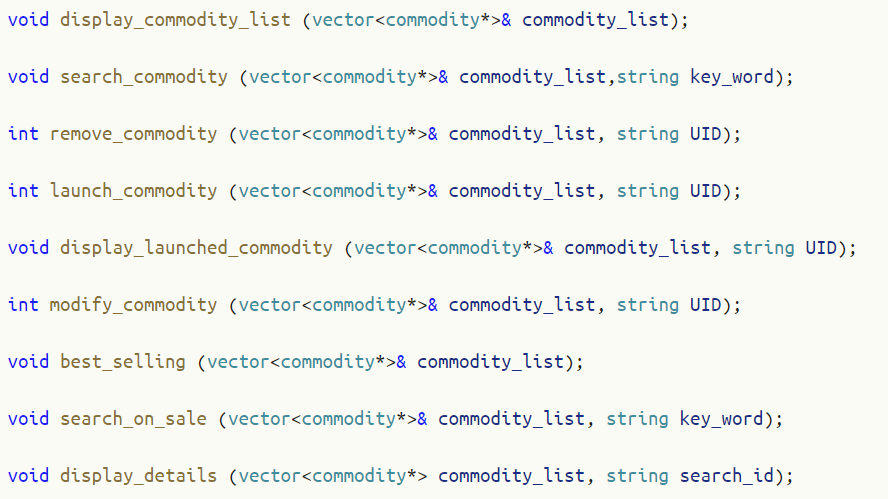 void display_commodity_list (vector<commodity*>& commodity_list);
void search_commodity (vector<commodity*>& commodity_list,string key_word);
int remove_commodity (vector<commodity*>& commodity_list, string UID);
int launch_commodity (vector<commodity*>& commodity_list, string UID);
void display_launched_commodity (vector<commodity*>& commodity_list, string UID);
int modify_commodity (vector<commodity*>& commodity_list, string UID);
void best_selling (vector<commodity*>& commodity_list);
void search_on_sale (vector<commodity*>& commodity_list, string key_word);
void display_details (vector<commodity*> commodity_list, string search_id);